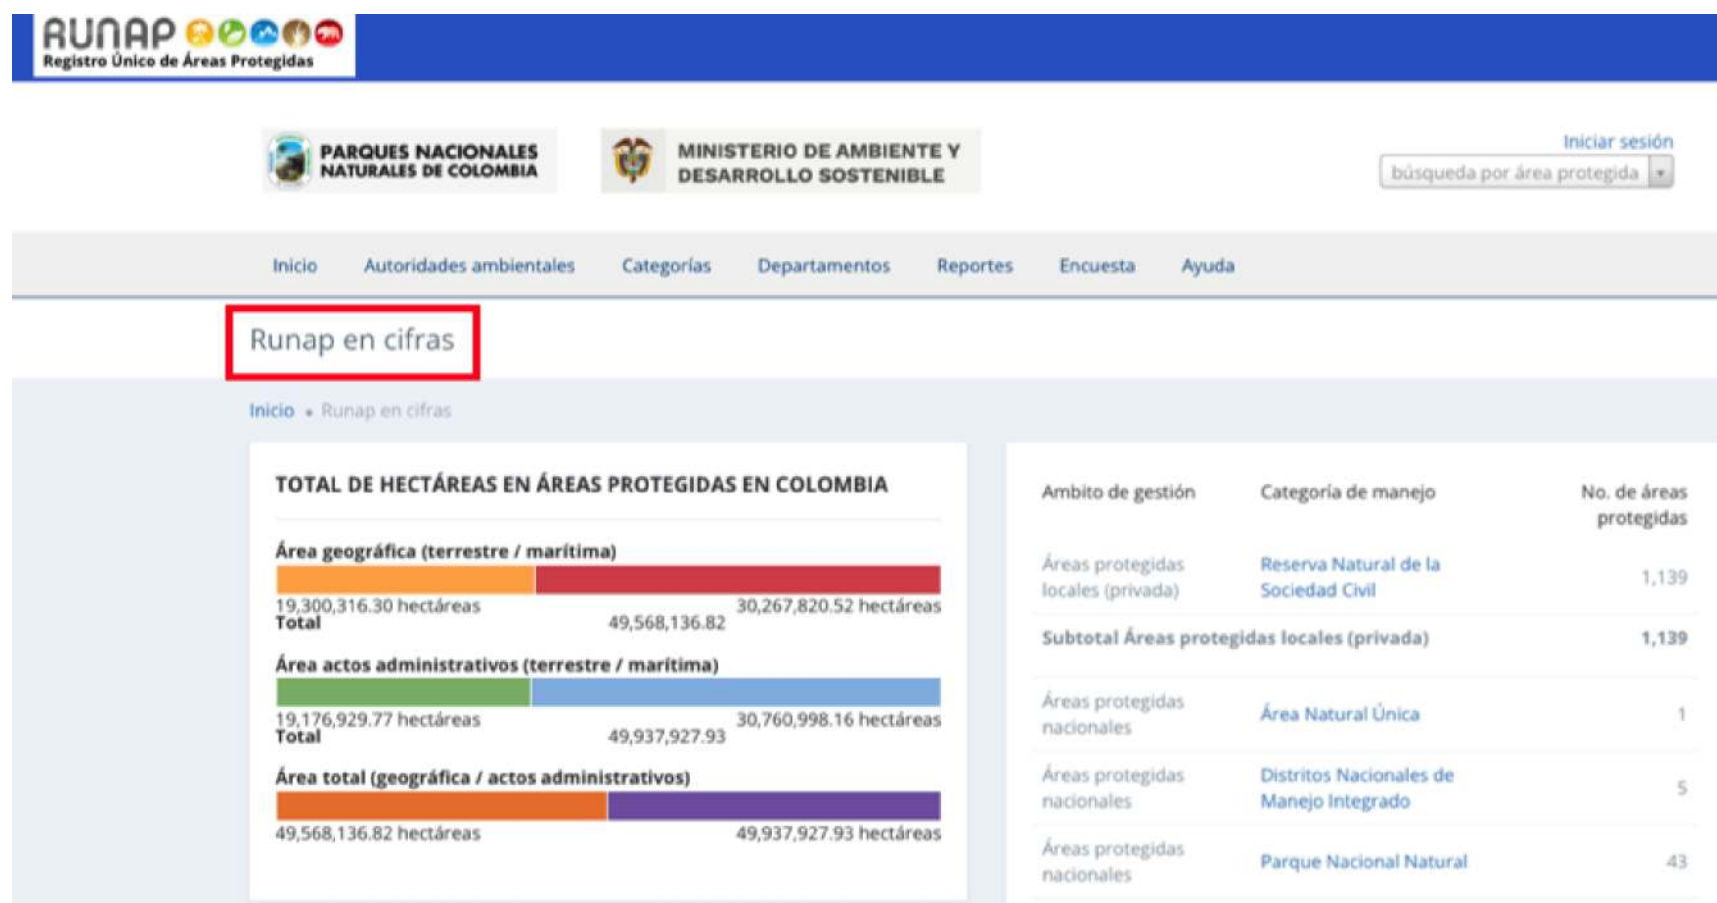 RUNAP
Registro Único de Áreas Protegidas
PARQUES NACIONALES
NATURALES DE COLOMBIA
MINISTERIO DE AMBIENTE Y
DESARROLLO SOSTENIBLE
Iniciar sesión
búsqueda por área protegida
Inicio Autoridades ambientales Categorías Departamentos Reportes Encuesta Ayuda
Runap en cifras
Inicio • Runap en cifras
TOTAL DE HECTÁREAS EN ÁREAS PROTEGIDAS EN COLOMBIA
Área geográfica (terrestre / marítima)
19,300,316.30 hectáreas 30,267,820.52 hectáreas
Total 49,568,136.82
Área actos administrativos (terrestre / marítima)
19,176,929.77 hectáreas 30,760,998.16 hectáreas
Total 49,937,927.93
Área total (geográfica / actos administrativos)
49,568,136.82 hectáreas 49,937,927.93 hectáreas
Ambito de gestión Categoría de manejo No. de áreas
protegidas
Áreas protegidas Reserva Natural de la 1,139
locales (privada) Sociedad Civil
Subtotal Áreas protegidas locales (privada) 1,139
Áreas protegidas
nacionales Área Natural Única 1
Áreas protegidas Distritos Nacionales de 5
nacionales Manejo Integrado
Áreas protegidas
nacionales Parque Nacional Natural 43